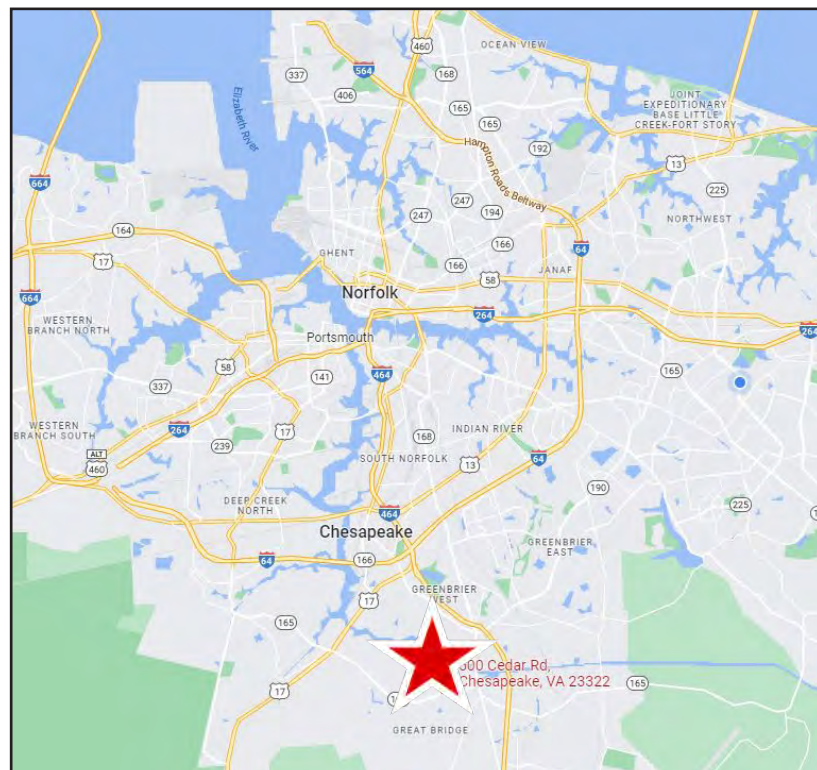 460
OCEAN VIEW
337
564
168
406
165
JOINT
EXPEDITIONARY
BASE LITTLE
CREEK-FORT STORY
Elizabeth River
165
192
Hampton Roads Beltway
13
664
225
247
247
194
NORTHWEST
164
166
GHENT
64
17
166
58
JANAF
Norfolk
664
264
WESTERN
BRANCH NORTH
Portsmouth
264
58
165
464
337
141
WESTERN
BRANCH SOUTH
264
17
168
INDIAN RIVER
239
ALT
460
SOUTH NORFOLK
13
64
190
DEEP CREEK
NORTH
225
464
Chesapeake
GREENBRIER
EAST
64
166
GREENBRIER
WEST
17
165
Cedar Rd,
Chesapeake, VA 23322
17
165
GREAT BRIDGE